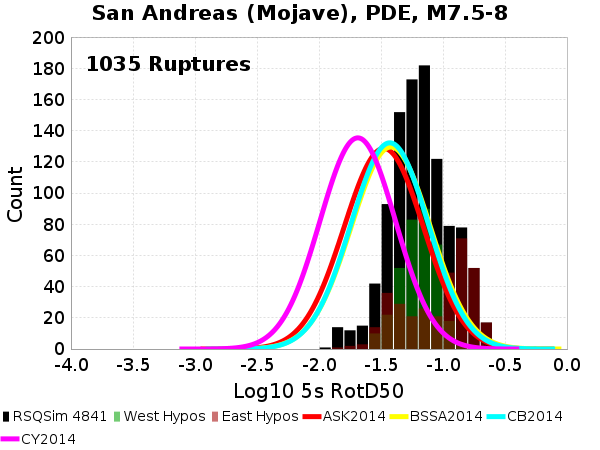 San Andreas (Mojave), PDE, M7.5-8
1035 Ruptures
200
180
160
140
120
100
80
60
40
20
0
Count
-4.0 -3.5 -3.0 -2.5 -2.0 -1.5 -1.0 -0.5 0.0
Log10 5s RotD50
RSQSim 4841 West Hypos East Hypos ASK2014 BSSA2014 CB2014
CY2014